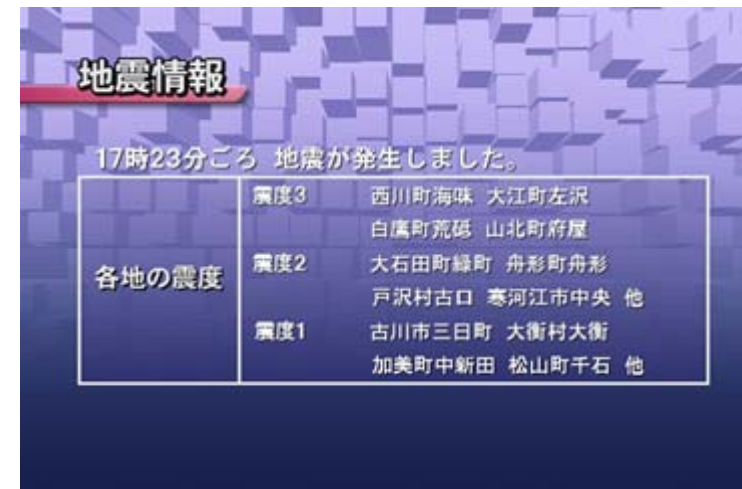 地震情報
17時23分ごろ 地震が発生しました。
各地の震度
震度3 西川町海味 大江町左沢
白鷹町荒砥 山北町府屋
震度2 大石田町緑町 舟形町舟形
戸沢村古口 寒河江市中央 他
震度1 古川市三日町 大衡村大衡
加美町中新田 松山町千石 他